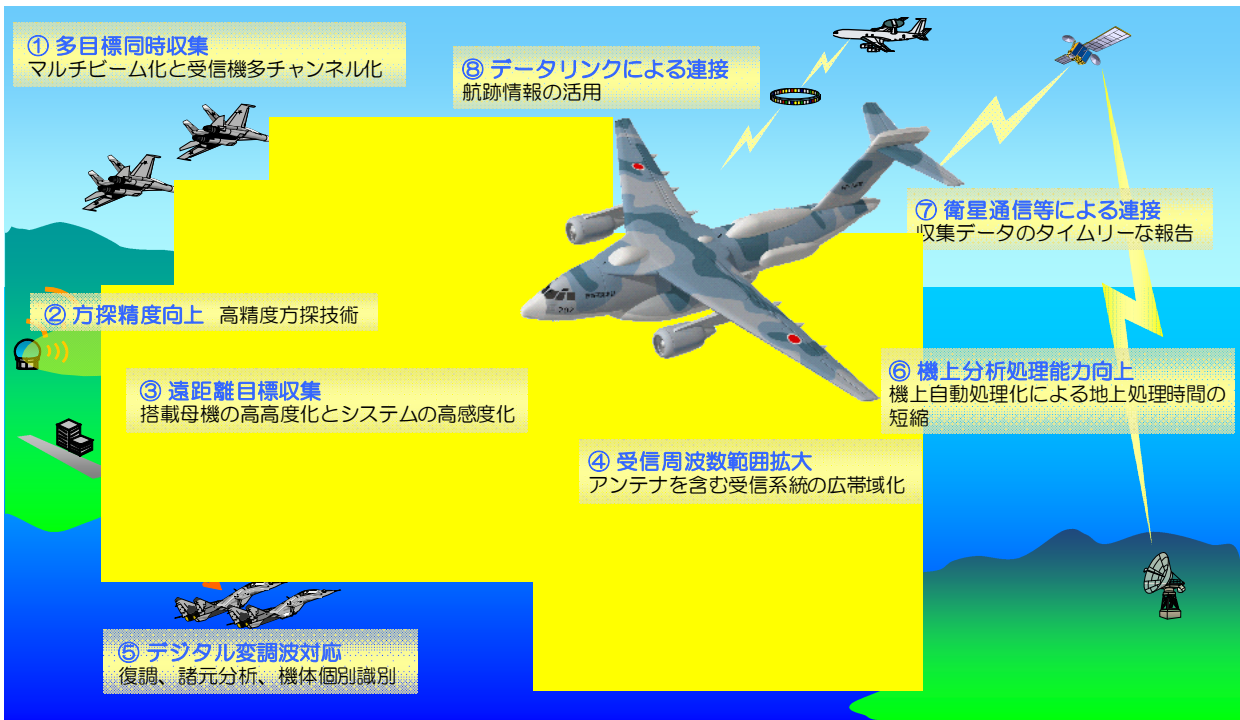 ① 多目標同時収集
マルチビーム化と受信機多チャンネル化
⑧ データリンクによる連接
航跡情報の活用
⑦ 衛星通信等による連接
収集データのタイムリーな報告
② 方探精度向上 高精度方探技術
③ 遠距離目標収集
搭載母機の高高度化とシステムの高感度化
⑥ 機上分析処理能力向上
機上自動処理化による地上処理時間の
短縮
④ 受信周波数範囲拡大
アンテナを含む受信系統の広帯域化
⑤ デジタル変調波対応
復調、諸元分析、機体個別識別